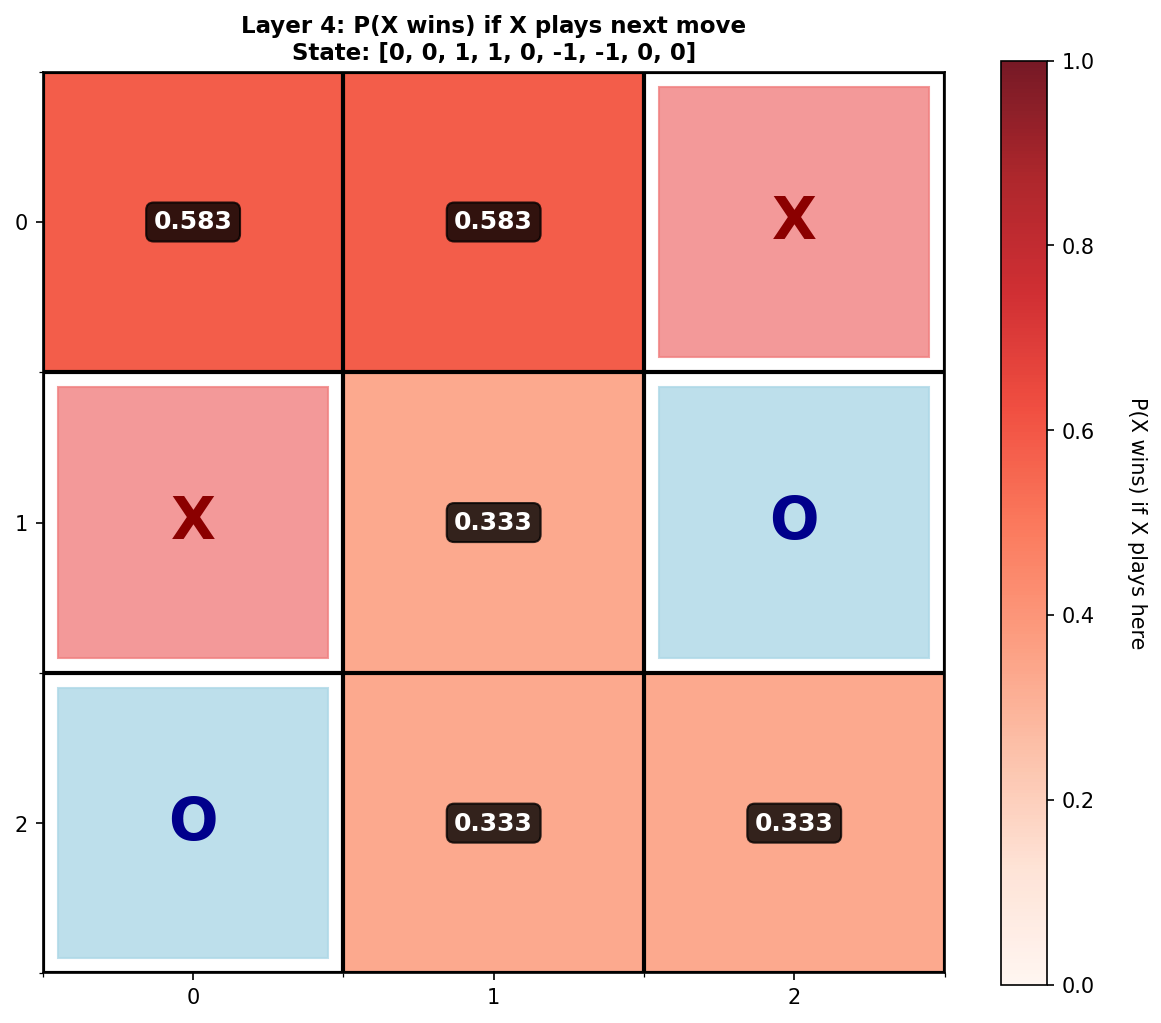 Layer 4: P(X wins) if X plays next move
State: [0, 0, 1, 1, 0, -1, -1, 0, 0]
0
0.583
0.583
X
1
X
0.333
O
2
O
0.333
0.333
0
1
2
1.0
0.8
0.6
0.4
0.2
0.0
P(X wins) if X plays here